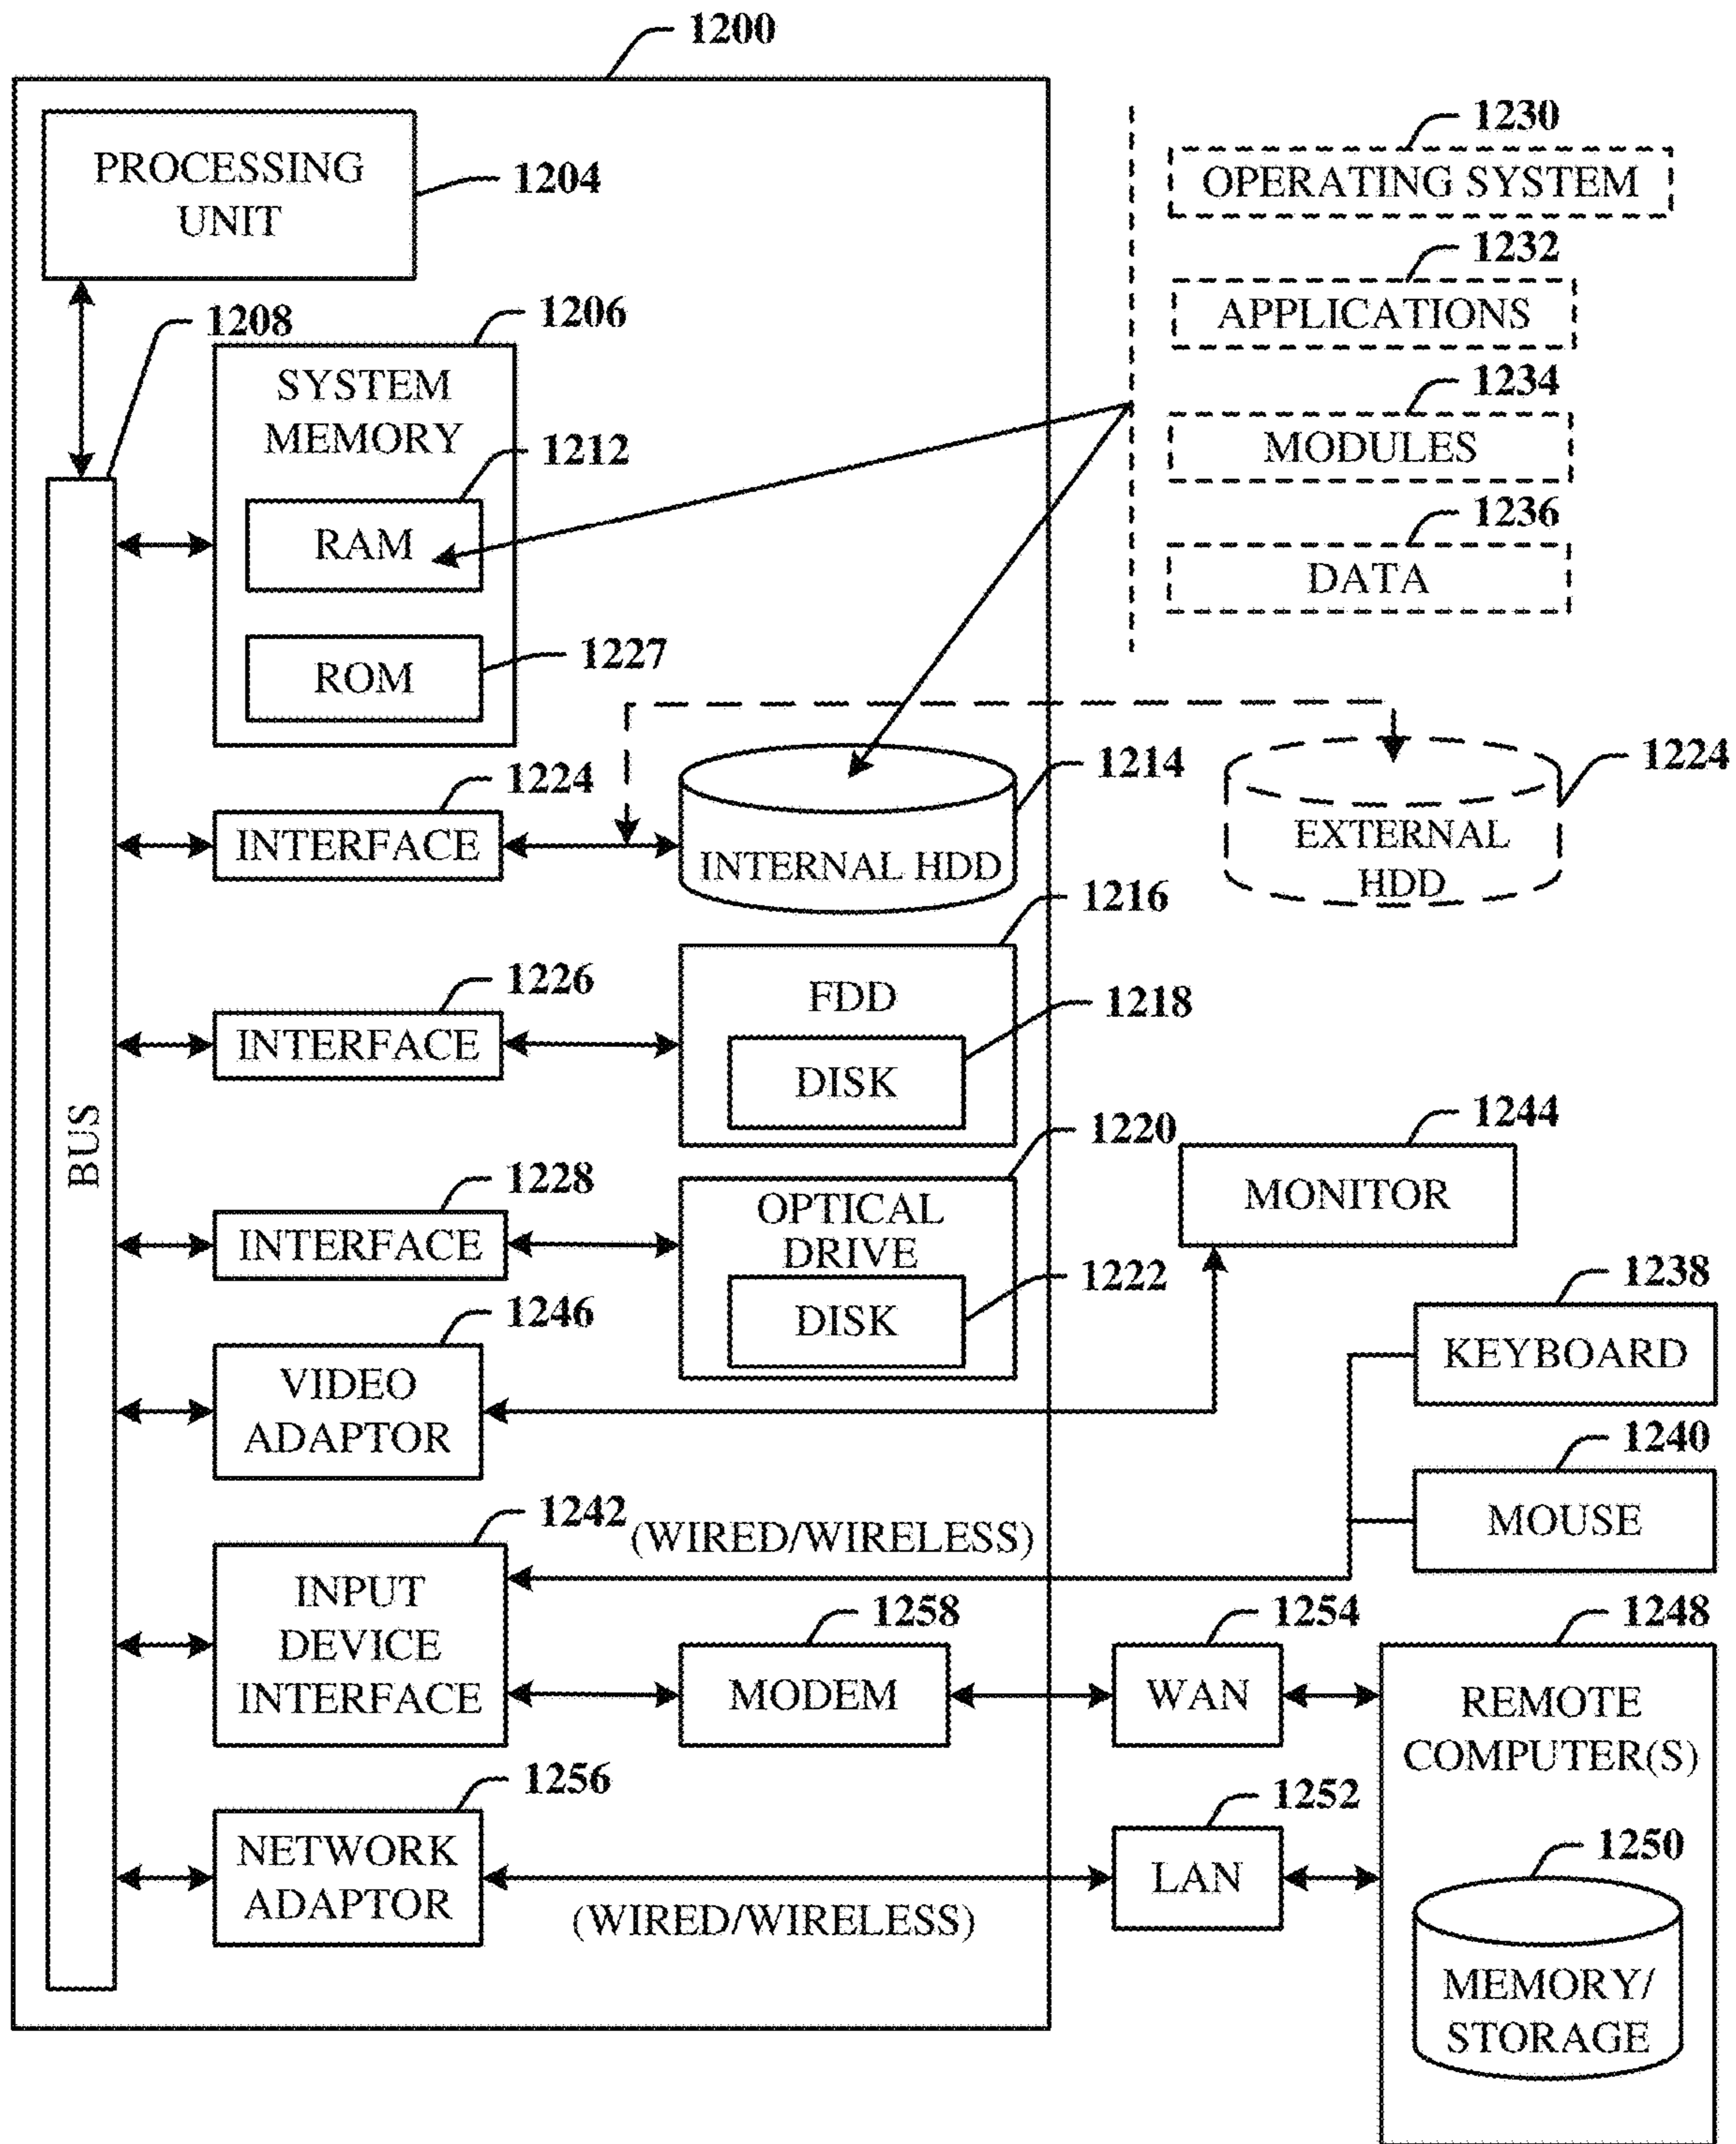 1200
PROCESSING
UNIT
1204
1230
OPERATING SYSTEM
1232
APPLICATIONS
1234
MODULES
1236
DATA
1208
1206
SYSTEM
MEMORY
1212
RAM
1227
ROM
1224
INTERFACE
1214
INTERNAL HDD
1224
EXTERNAL
HDD
1216
FDD
1218
DISK
1226
INTERFACE
BUS
1220
OPTICAL
DRIVE
1222
DISK
1228
INTERFACE
1244
MONITOR
1246
VIDEO
ADAPTOR
1238
KEYBOARD
1240
MOUSE
1242
(WIRED/WIRELESS)
INPUT
DEVICE
INTERFACE
1258
MODEM
1254
WAN
1248
REMOTE
COMPUTER(S)
1256
NETWORK
ADAPTOR
(WIRED/WIRELESS)
1252
LAN
1250
MEMORY/
STORAGE